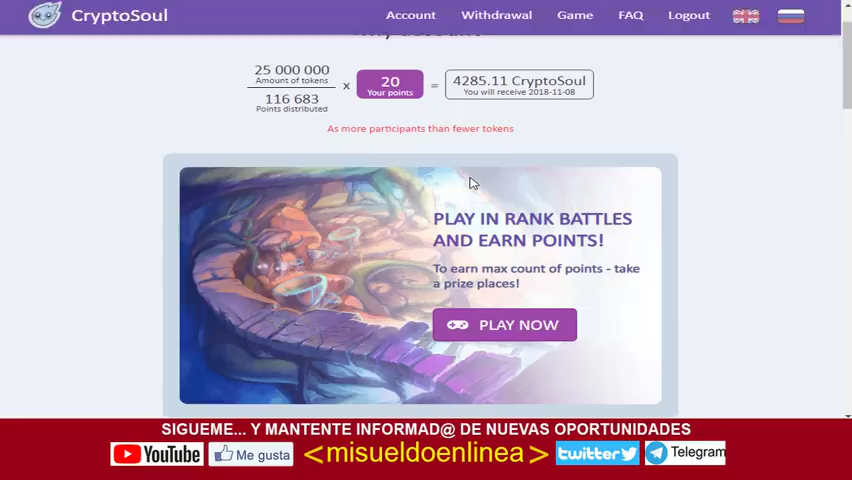 CryptoSoul
Account Withdrawal Game FAQ Logout
my account
25 000 000
Amount of tokens
116 683
Points distributed
x
20
Your points
=
4285.11 CryptoSoul
You will receive 2018-11-08
As more participants than fewer tokens
PLAY IN RANK BATTLES
AND EARN POINTS!
To earn max count of points - take
a prize places!
PLAY NOW
SIGUEME... Y MANTENTE INFORMAD@ DE NUEVAS OPORTUNIDADES
YouTube Me gusta <misueldoenlinea> twitter Telegram